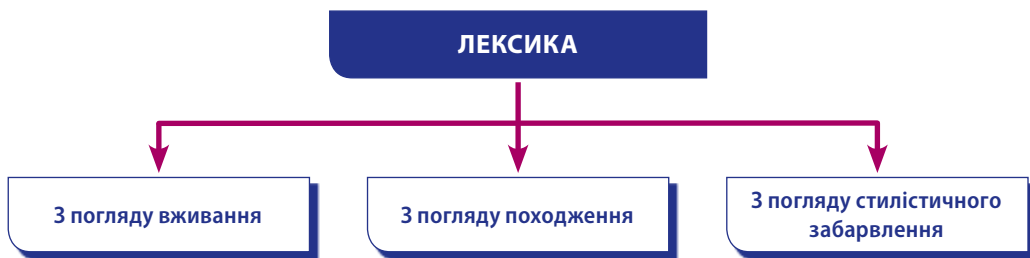 ЛЕКСИКА
З погляду вживання
З погляду походження
З погляду стилістичного
забарвлення